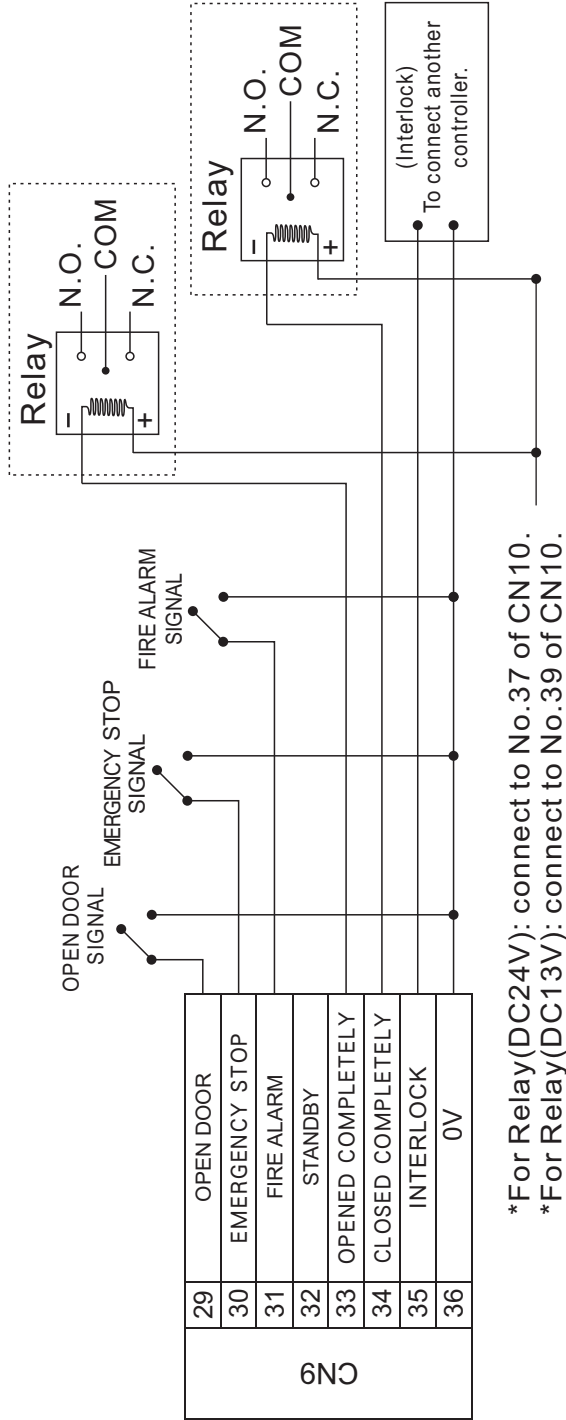 CN9
29 OPEN DOOR
30 EMERGENCY STOP
31 FIRE ALARM
32 STANDBY
33 OPENED COMPLETELY
34 CLOSED COMPLETELY
35 INTERLOCK
36 0V
OPEN DOOR
SIGNAL
EMERGENCY STOP
SIGNAL
FIRE ALARM
SIGNAL
Relay
-
+
N.O.
COM
N.C.
Relay
-
+
N.O.
COM
N.C.
(Interlock)
To connect another
controller.
*For Relay(DC24V): connect to No.37 of CN10.
*For Relay(DC13V): connect to No.39 of CN10.